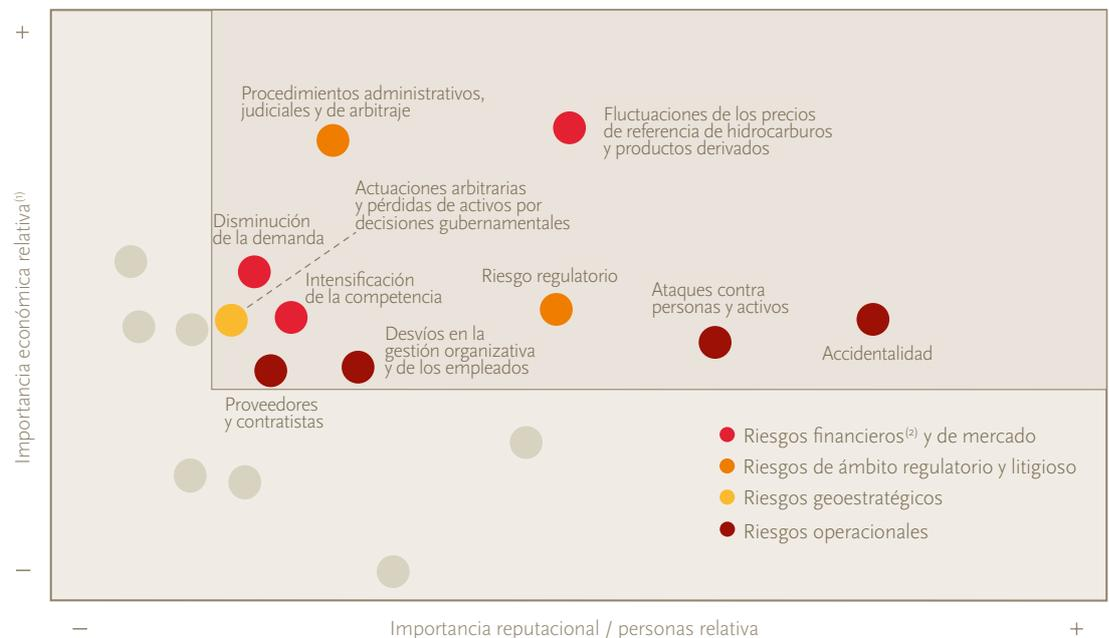 +
Procedimientos administrativos,
judiciales y de arbitraje
Fluctuaciones de los precios
de referencia de hidrocarburos
y productos derivados
Actuaciones arbitrarias
y pérdidas de activos por
decisiones gubernamentales
Disminución
de la demanda
Intensificación
de la competencia
Riesgo regulatorio
Ataques contra
personas y activos
Accidentalidad
Desvíos en la
gestión organizativa
y de los empleados
Proveedores
y contratistas
Importancia económica relativa(1)
Riesgos financieros(2) y de mercado
Riesgos de ámbito regulatorio y litigioso
Riesgos geoestratégicos
Riesgos operacionales
–
–
Importancia reputacional / personas relativa
+